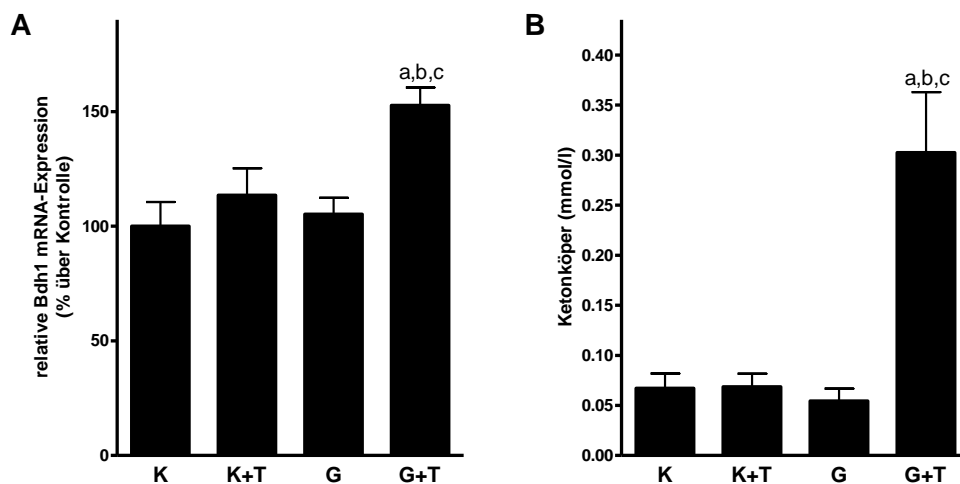 A
relative Bdh1 mRNA-Expression
(% über Kontrolle)
150
100
50
0
a,b,c
K K+T G G+T
B
Ketonköper (mmol/l)
0.40
0.35
0.30
0.25
0.20
0.15
0.10
0.05
0.00
a,b,c
K K+T G G+T